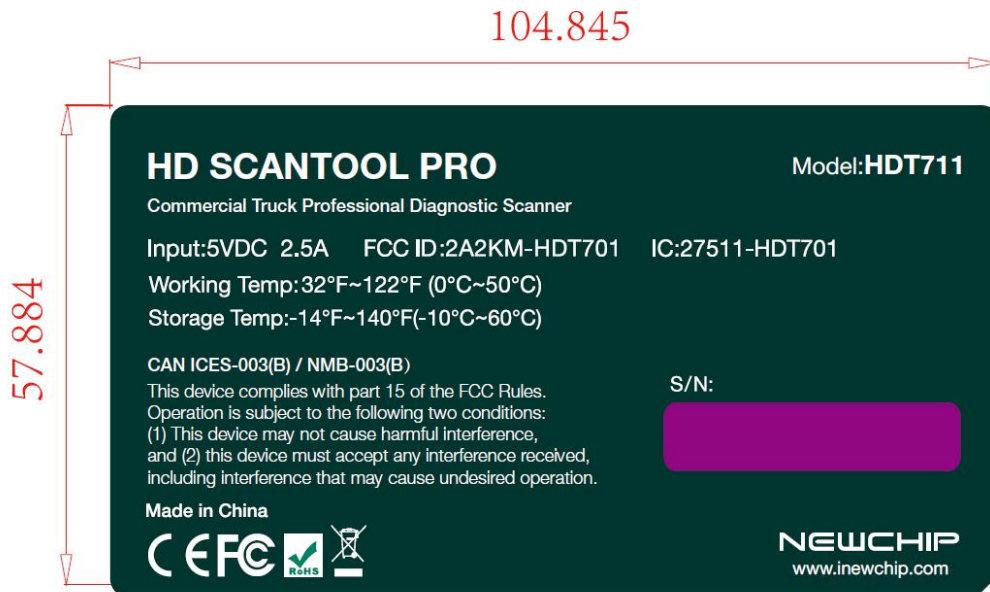 104.845
57.884
HD SCANTOOL PRO
Model:HDT711
Commercial Truck Professional Diagnostic Scanner
Input:5VDC 2.5A FCC ID:2A2KM-HDT701 IC:27511-HDT701
Working Temp:32°F~122°F (0°C~50°C)
Storage Temp:-14°F~140°F(-10°C~60°C)
CAN ICES-003(B) / NMB-003(B)
This device complies with part 15 of the FCC Rules.
Operation is subject to the following two conditions:
(1) This device may not cause harmful interference,
and (2) this device must accept any interference received,
including interference that may cause undesired operation.
S/N:
Made in China
CE FC RoHS
NEWCHIP
www.inewchip.com